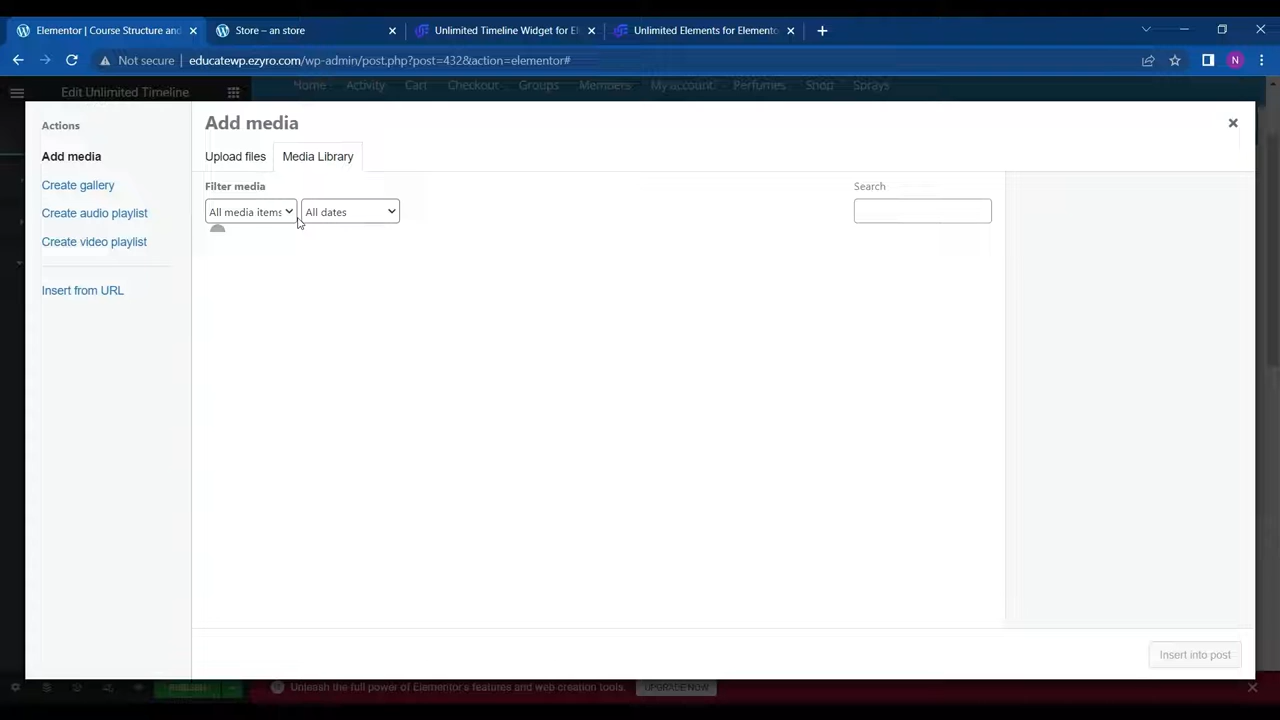 Elementor | Course Structure and
Store – an store
Unlimited Timeline Widget for El
Unlimited Elements for Elemento
Not secure
educatewp.ezyro.com/wp-admin/post.php?post=432&action=elementor#
N
Edit Unlimited Timeline
Home Activity Cart Checkout Groups Members My account Perfumes Shop Sprays
Actions
Add media
Create gallery
Create audio playlist
Create video playlist
Insert from URL
Add media
Upload files
Media Library
Filter media
All media items
All dates
Search
Insert into post
PUBLISH
Unleash the full power of Elementor's features and web creation tools.
UPGRADE NOW